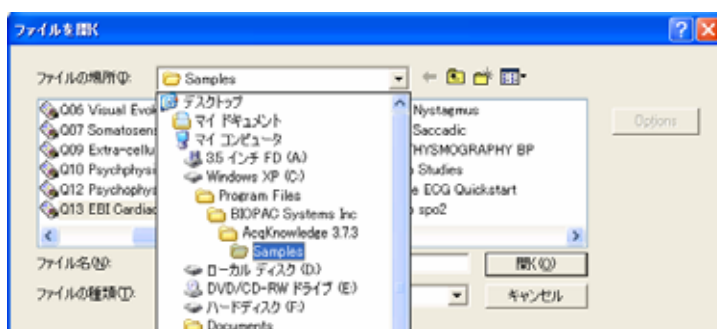 ファイルを開く
ファイルの場所(I):
Samples
Q06 Visual Evok
Q07 Somatosens
Q09 Extra-cellu
Q10 Psychphysi
Q12 Psychophys
Q13 EBI Cardiac
デスクトップ
マイ ドキュメント
マイ コンピュータ
3.5 インチ FD (A:)
Windows XP (C:)
Program Files
BIOPAC Systems Inc
AcqKnowledge 3.7.3
Samples
ローカル ディスク (D:)
DVD/CD-RW ドライブ (E:)
ハードディスク (F:)
Documents
Nystagmus
Saccadic
HYSMOGRAPHY BP
Studies
e ECG Quickstart
spo2
Options
ファイル名(N):
開く(O)
ファイルの種類(T):
キャンセル